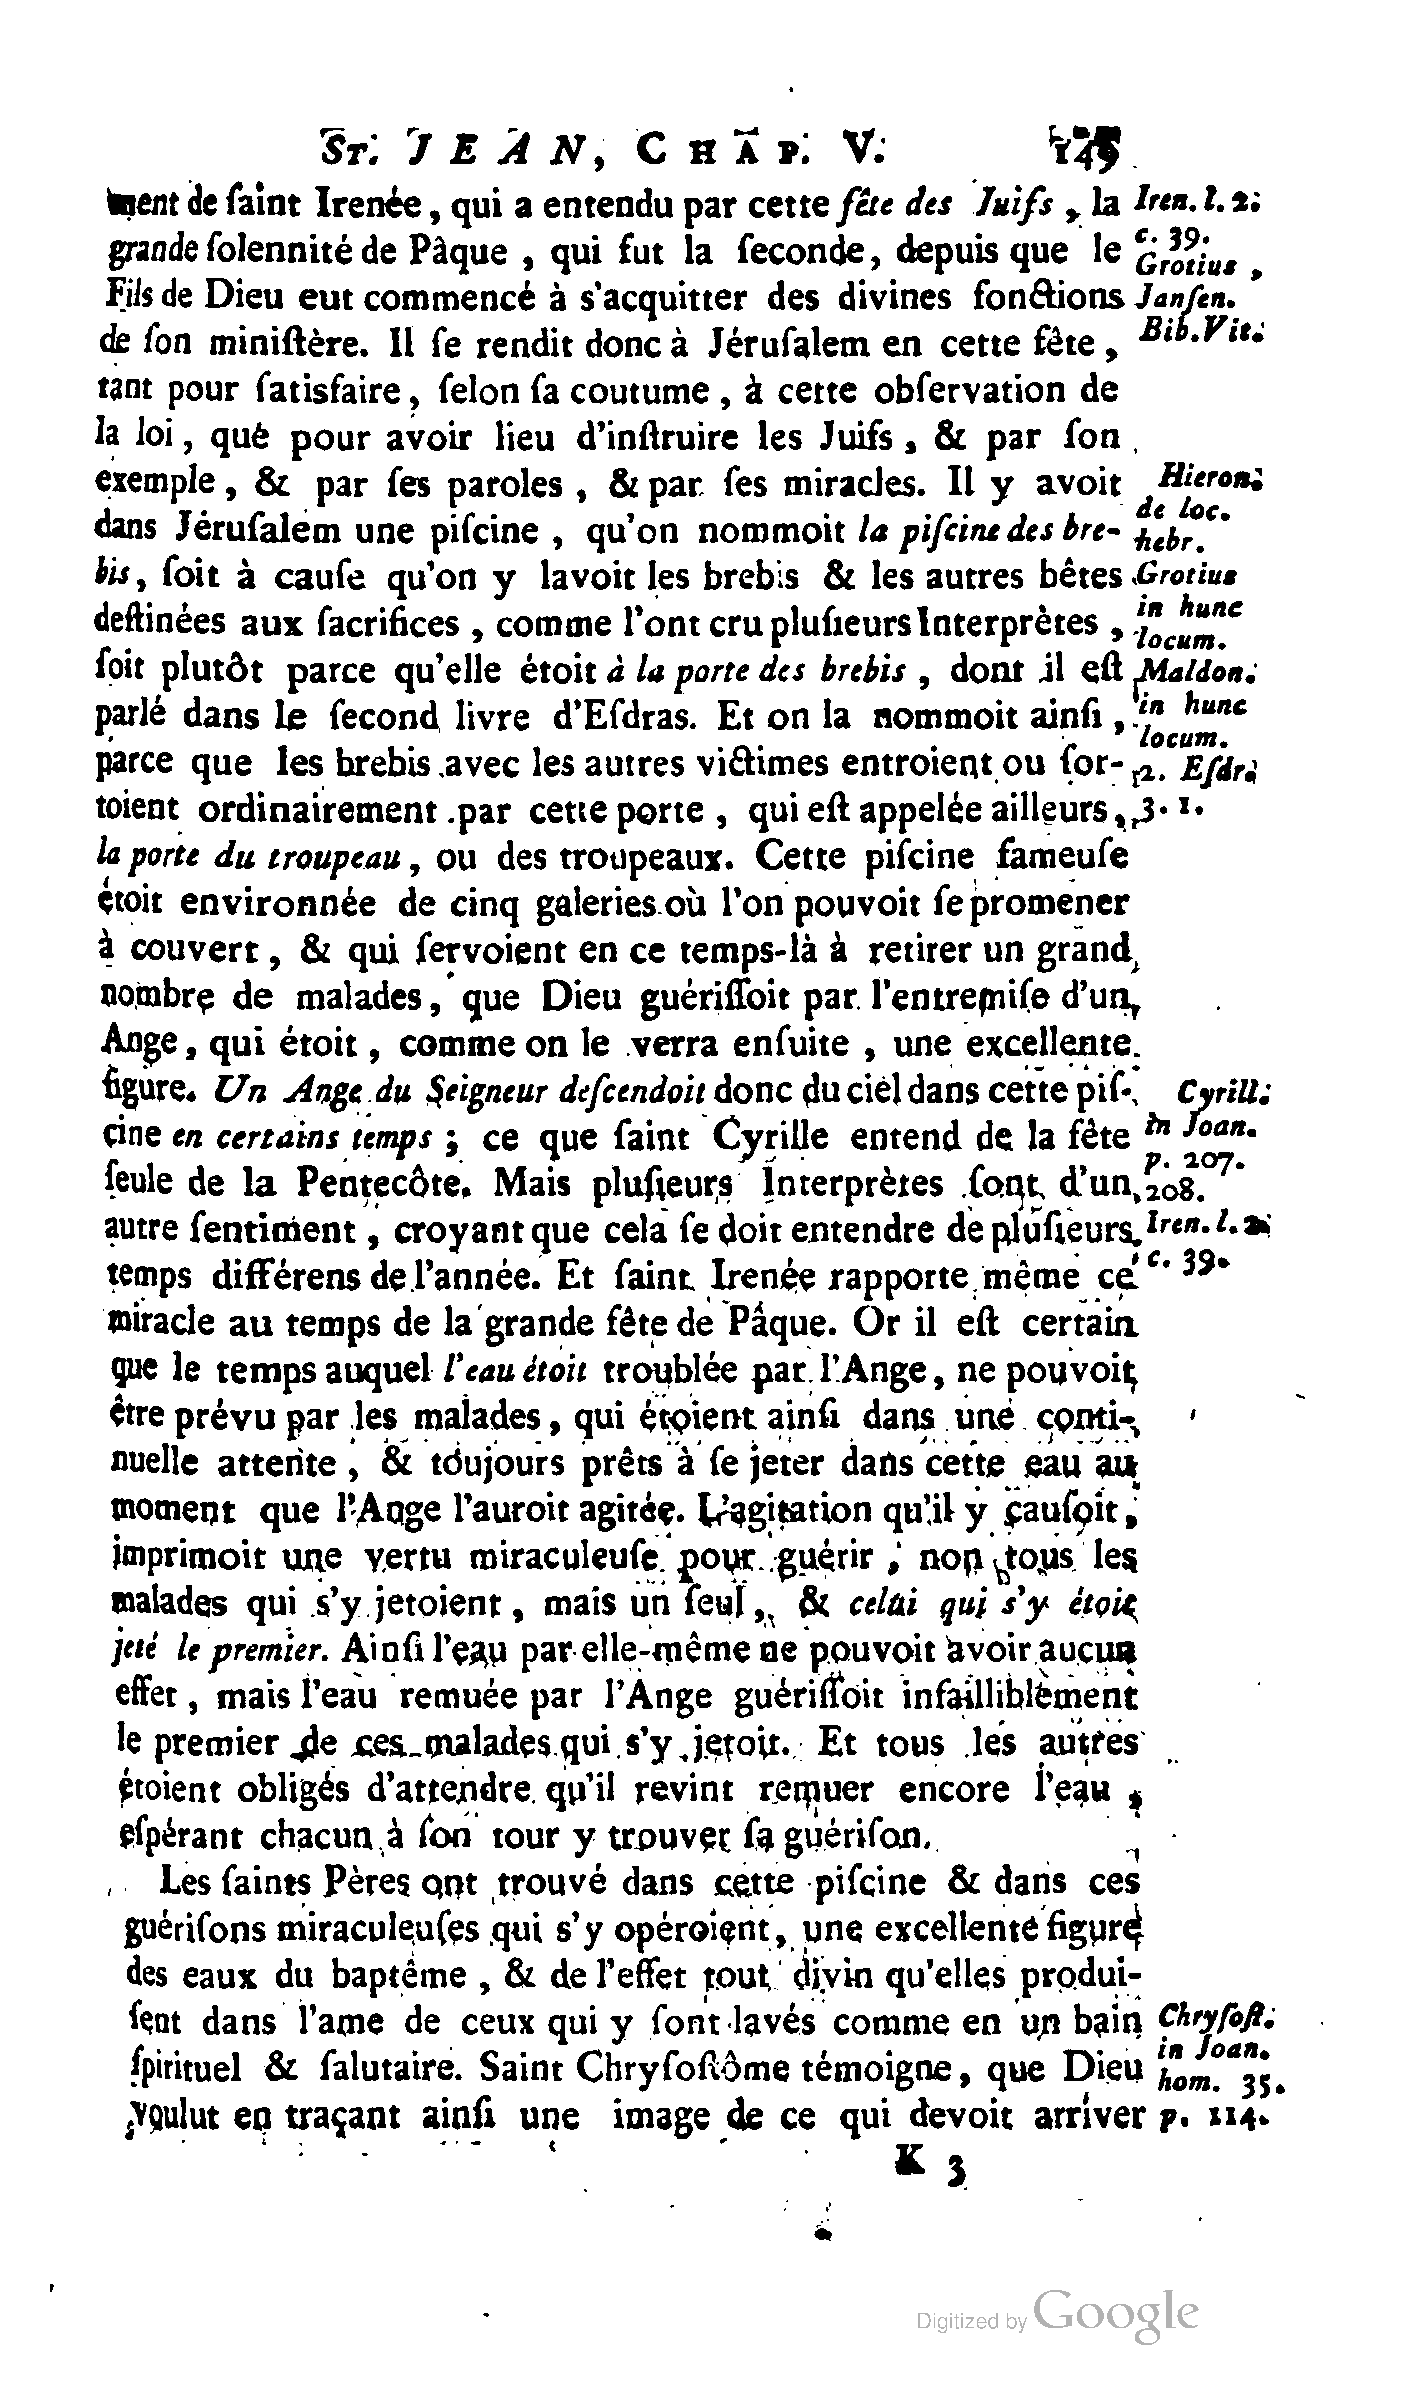 ST. JEAN, CHAP. V. 149
ment de ſaint Irenée, qui a entendu par cette fête des Juifs, la
grande ſolennité de Pâque, qui fut la ſeconde, depuis que le
Fils de Dieu eut commencé à s'acquitter des divines fonctions
de ſon miniſtère. Il ſe rendit donc à Jéruſalem en cette fête,
tant pour ſatisfaire, ſelon ſa coutume, à cette obſervation de
la loi, que pour avoir lieu d'inſtruire les Juifs, & par ſon
exemple, & par ſes paroles, & par ſes miracles. Il y avoit
dans Jéruſalem une piſcine, qu'on nommoit la piſcine des bre-
bis, ſoit à cauſe qu'on y lavoit les brebis & les autres bêtes
deſtinées aux ſacrifices, comme l'ont cru pluſieurs Interprètes,
ſoit plutôt parce qu'elle étoit à la porte des brebis, dont il eſt
parlé dans le ſecond livre d'Eſdras. Et on la nommoit ainſi,
parce que les brebis avec les autres victimes entroient ou ſor-
toient ordinairement par cette porte, qui eſt appelée ailleurs,
la porte du troupeau, ou des troupeaux. Cette piſcine fameuſe
étoit environnée de cinq galeries où l'on pouvoit ſe promener
à couvert, & qui ſervoient en ce temps-là à retirer un grand
nombre de malades, que Dieu guériſſoit par l'entremiſe d'un
Ange, qui étoit, comme on le verra enſuite, une excellente
figure. Un Ange du Seigneur deſcendoit donc du ciel dans cette piſ-
cine en certains temps; ce que ſaint Cyrille entend de la fête
ſeule de la Pentecôte. Mais pluſieurs Interprètes ſont d'un
autre ſentiment, croyant que cela ſe doit entendre de pluſieurs
temps différens de l'année. Et ſaint Irenée rapporte même ce
miracle au temps de la grande fête de Pâque. Or il eſt certain
que le temps auquel l'eau étoit troublée par l'Ange, ne pouvoit
être prévu par les malades, qui étoient ainſi dans une conti-
nuelle attente, & toujours prêts à ſe jeter dans cette eau au
moment que l'Ange l'auroit agitée. L'agitation qu'il y cauſoit,
imprimoit une vertu miraculeuſe pour guérir, non tous les
malades qui s'y jetoient, mais un ſeul, & celui qui s'y étoit
jeté le premier. Ainſi l'eau par elle-même ne pouvoit avoir aucun
effet, mais l'eau remuée par l'Ange guériſſoit infailliblement
le premier de ces malades qui s'y jetoit. Et tous les autres
étoient obligés d'attendre qu'il revint remuer encore l'eau,
eſpérant chacun à ſon tour y trouver ſa guériſon.
Les ſaints Pères ont trouvé dans cette piſcine & dans ces
guériſons miraculeuſes qui s'y opéroient, une excellente figure
des eaux du baptême, & de l'effet tout divin qu'elles produi-
ſent dans l'ame de ceux qui y ſont lavés comme en un bain
ſpirituel & ſalutaire. Saint Chryſoſtôme témoigne, que Dieu
voulut en traçant ainſi une image de ce qui devoit arriver
K 3
Iren. l. 2.
c. 39.
Grotius,
Janſen.
Bib. Vit.
Hieron.
de loc.
hebr.
Grotius
in hunc
locum.
Maldon.
in hunc
locum.
2. Eſdr.
3. 1.
Cyrill.
in Joan.
p. 207.
208.
Iren. l. 2.
c. 39.
Chryſoſt.
in Joan.
hom. 35.
p. 114.
Digitized by Google